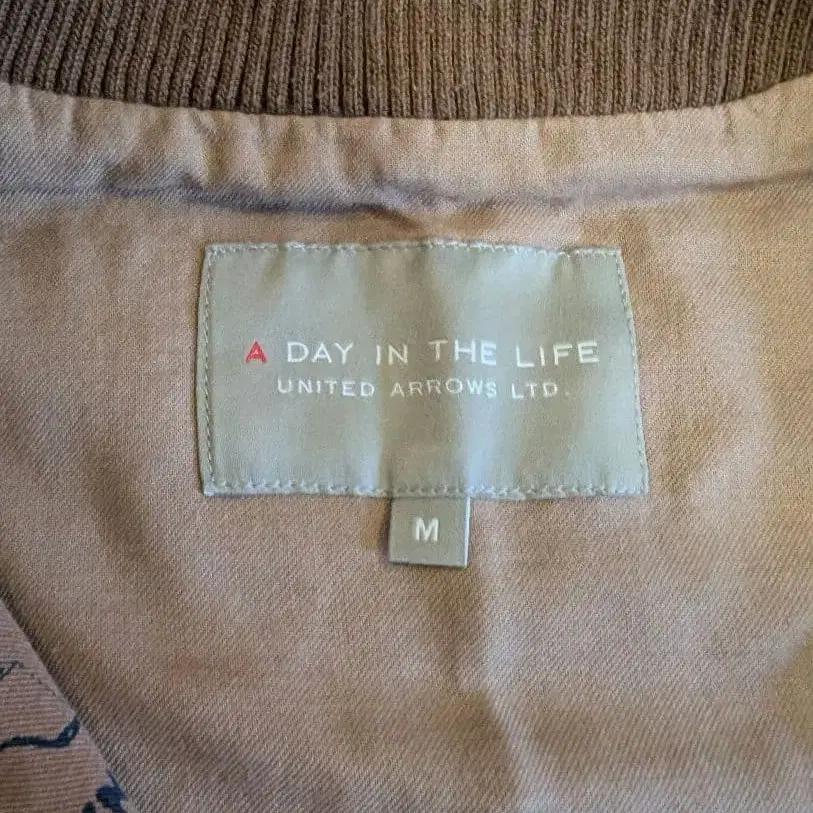 A DAY IN THE LIFE
UNITED ARROWS LTD.
M